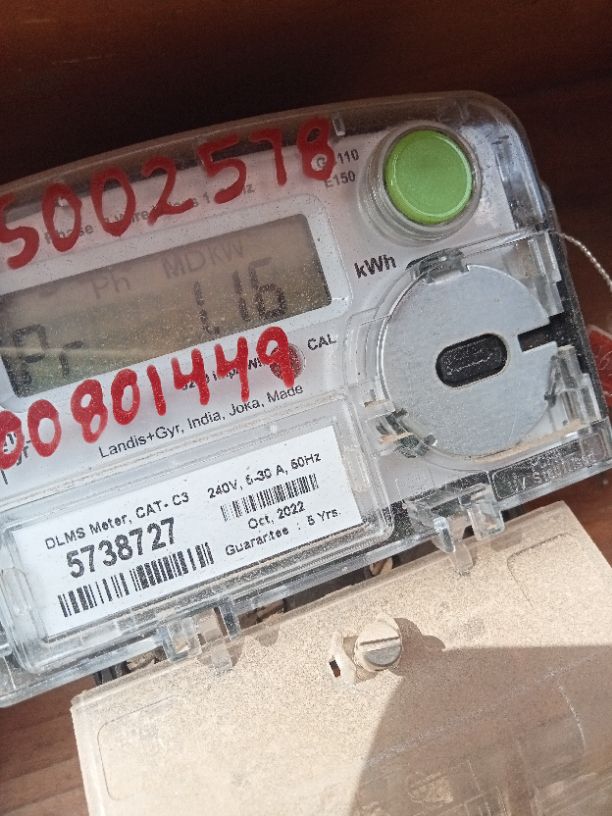 5002578
G 110
E150
Ph MDKW
1.16
kWh
CAL
00801449
Landis+Gyr, India, Joka, Made
DLMS Meter, CAT- C3 240V, 5-30 A, 50Hz
5738727
Oct, 2022
Guarantee : 5 Yrs.